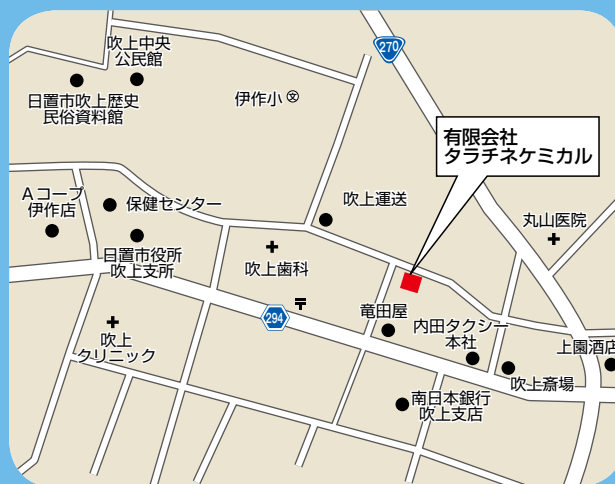 吹上中央
公民館
270
日置市吹上歴史
民俗資料館
伊作小 文
有限会社
タラチネケミカル
Aコープ
伊作店
保健センター
吹上運送
丸山医院
日置市役所
吹上支所
吹上歯科
〒
294
竜田屋
内田タクシー
本社
吹上
クリニック
上園酒店
吹上斎場
南日本銀行
吹上支店